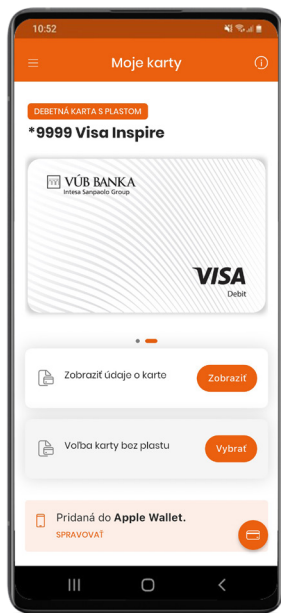 10:52
Moje karty
DEBETNÁ KARTA S PLASTOM
*9999 Visa Inspire
VÚB BANKA
Intesa Sanpaolo Group
VISA
Debit
Zobraziť údaje o karte
Zobraziť
Voľba karty bez plastu
Vybrať
Pridaná do Apple Wallet.
SPRAVOVAŤ